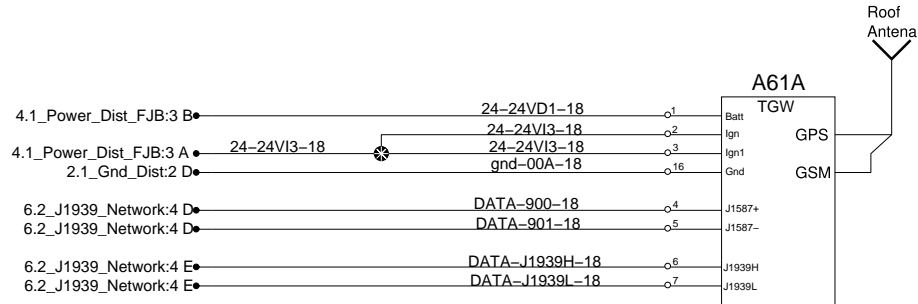 Roof
Antena
A61A
TGW
4.1_Power_Dist_FJB:3 B 24-24VD1-18 1 Batt
24-24VI3-18 2 Ign GPS
4.1_Power_Dist_FJB:3 A 24-24VI3-18 24-24VI3-18 3 Ign1
2.1_Gnd_Dist:2 D gnd-00A-18 16 Gnd GSM
6.2_J1939_Network:4 D DATA-900-18 4 J1587+
6.2_J1939_Network:4 D DATA-901-18 5 J1587-
6.2_J1939_Network:4 E DATA-J1939H-18 6 J1939H
6.2_J1939_Network:4 E DATA-J1939L-18 7 J1939L